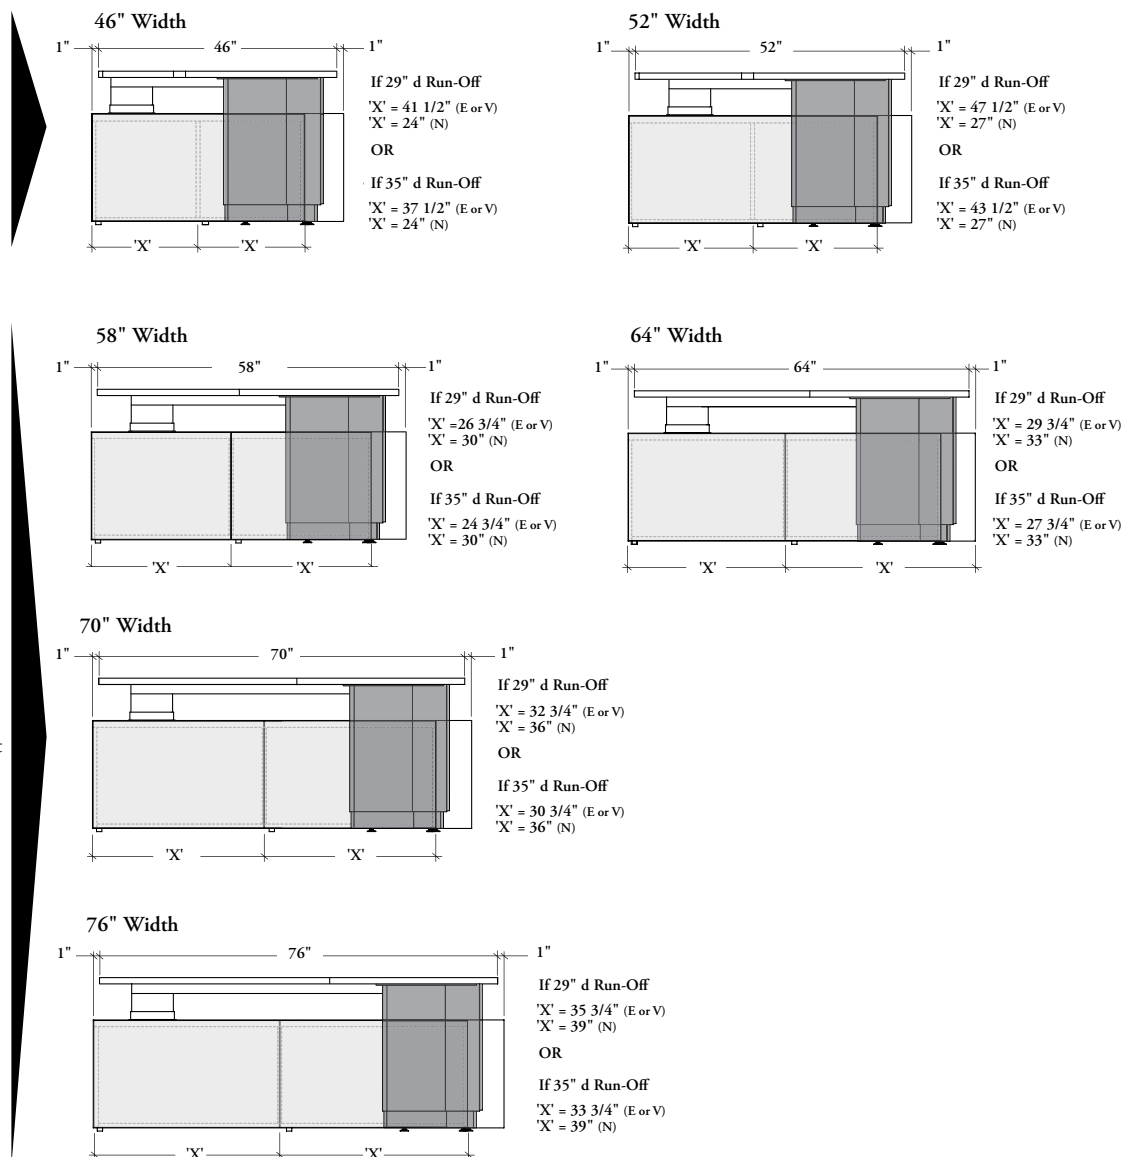 46" Width
1"
46"
1"
If 29" d Run-Off
'X' = 41 1/2" (E or V)
'X' = 24" (N)
OR
If 35" d Run-Off
'X' = 37 1/2" (E or V)
'X' = 24" (N)
'X'
'X'
52" Width
1"
52"
1"
If 29" d Run-Off
'X' = 47 1/2" (E or V)
'X' = 27" (N)
OR
If 35" d Run-Off
'X' = 43 1/2" (E or V)
'X' = 27" (N)
'X'
'X'
58" Width
1"
58"
1"
If 29" d Run-Off
'X' =26 3/4" (E or V)
'X' = 30" (N)
OR
If 35" d Run-Off
'X' = 24 3/4" (E or V)
'X' = 30" (N)
'X'
'X'
64" Width
1"
64"
1"
If 29" d Run-Off
'X' = 29 3/4" (E or V)
'X' = 33" (N)
OR
If 35" d Run-Off
'X' = 27 3/4" (E or V)
'X' = 33" (N)
'X'
'X'
70" Width
1"
70"
1"
If 29" d Run-Off
'X' = 32 3/4" (E or V)
'X' = 36" (N)
OR
If 35" d Run-Off
'X' = 30 3/4" (E or V)
'X' = 36" (N)
'X'
'X'
76" Width
1"
76"
1"
If 29" d Run-Off
'X' = 35 3/4" (E or V)
'X' = 39" (N)
OR
If 35" d Run-Off
'X' = 33 3/4" (E or V)
'X' = 39" (N)
'X'
'X'